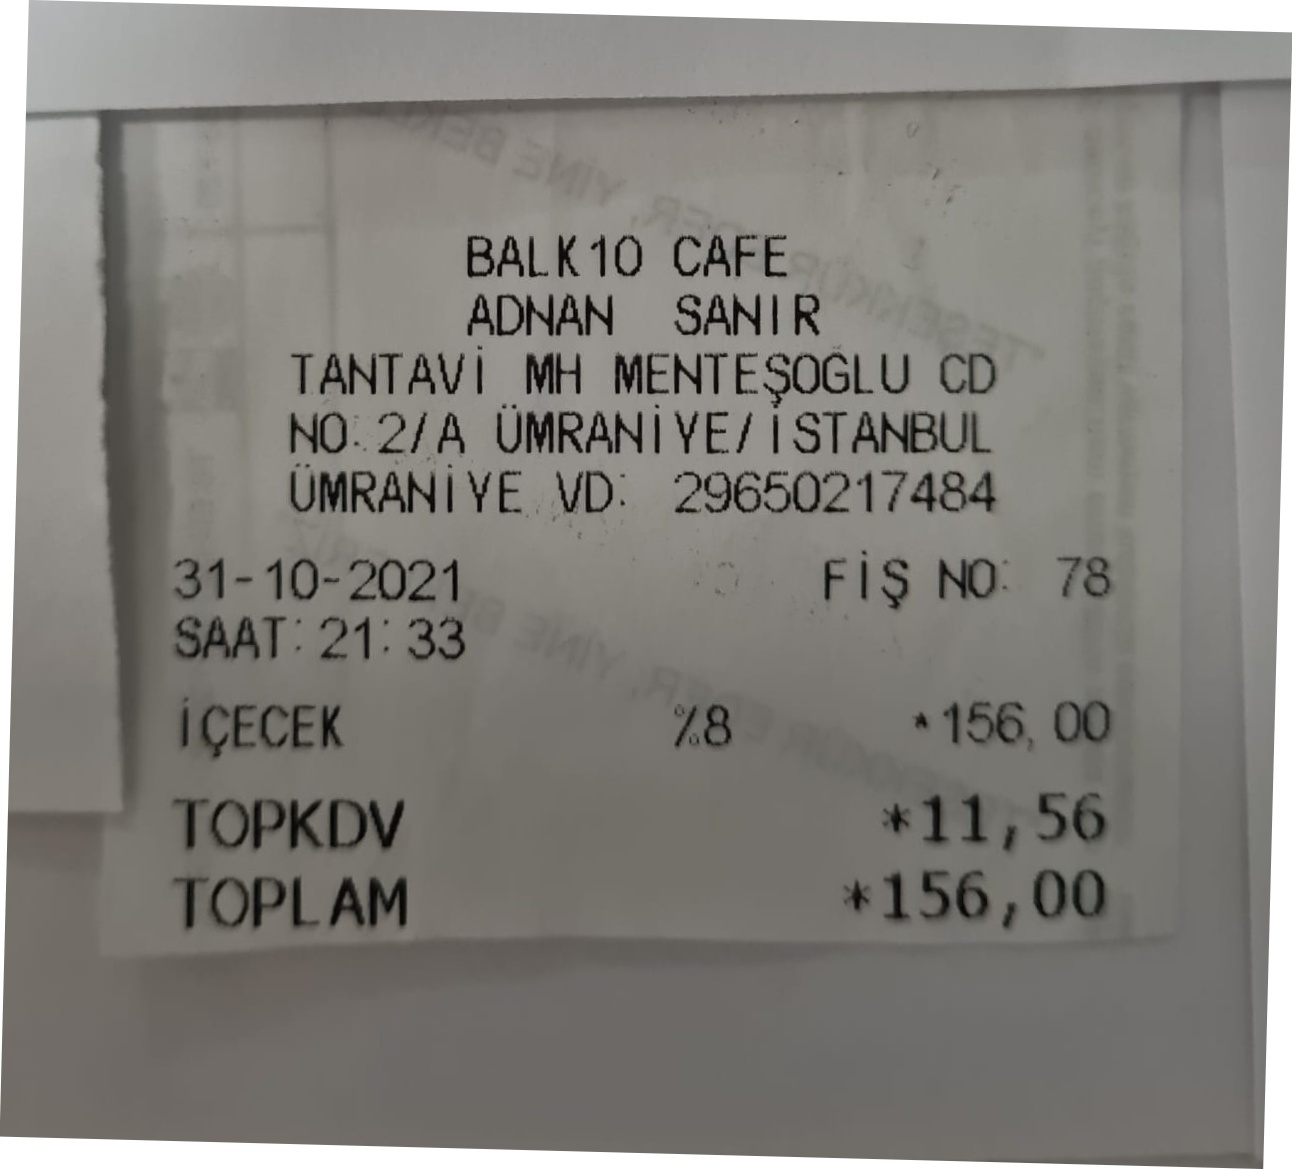 BALK10 CAFE
ADNAN SANIR
TANTAVİ MH MENTEŞOĞLU CD
NO: 2/A ÜMRANİYE/İSTANBUL
ÜMRANİYE VD: 29650217484
31-10-2021 FİŞ NO: 78
SAAT: 21:33
İÇECEK %8 *156,00
TOPKDV *11,56
TOPLAM *156,00